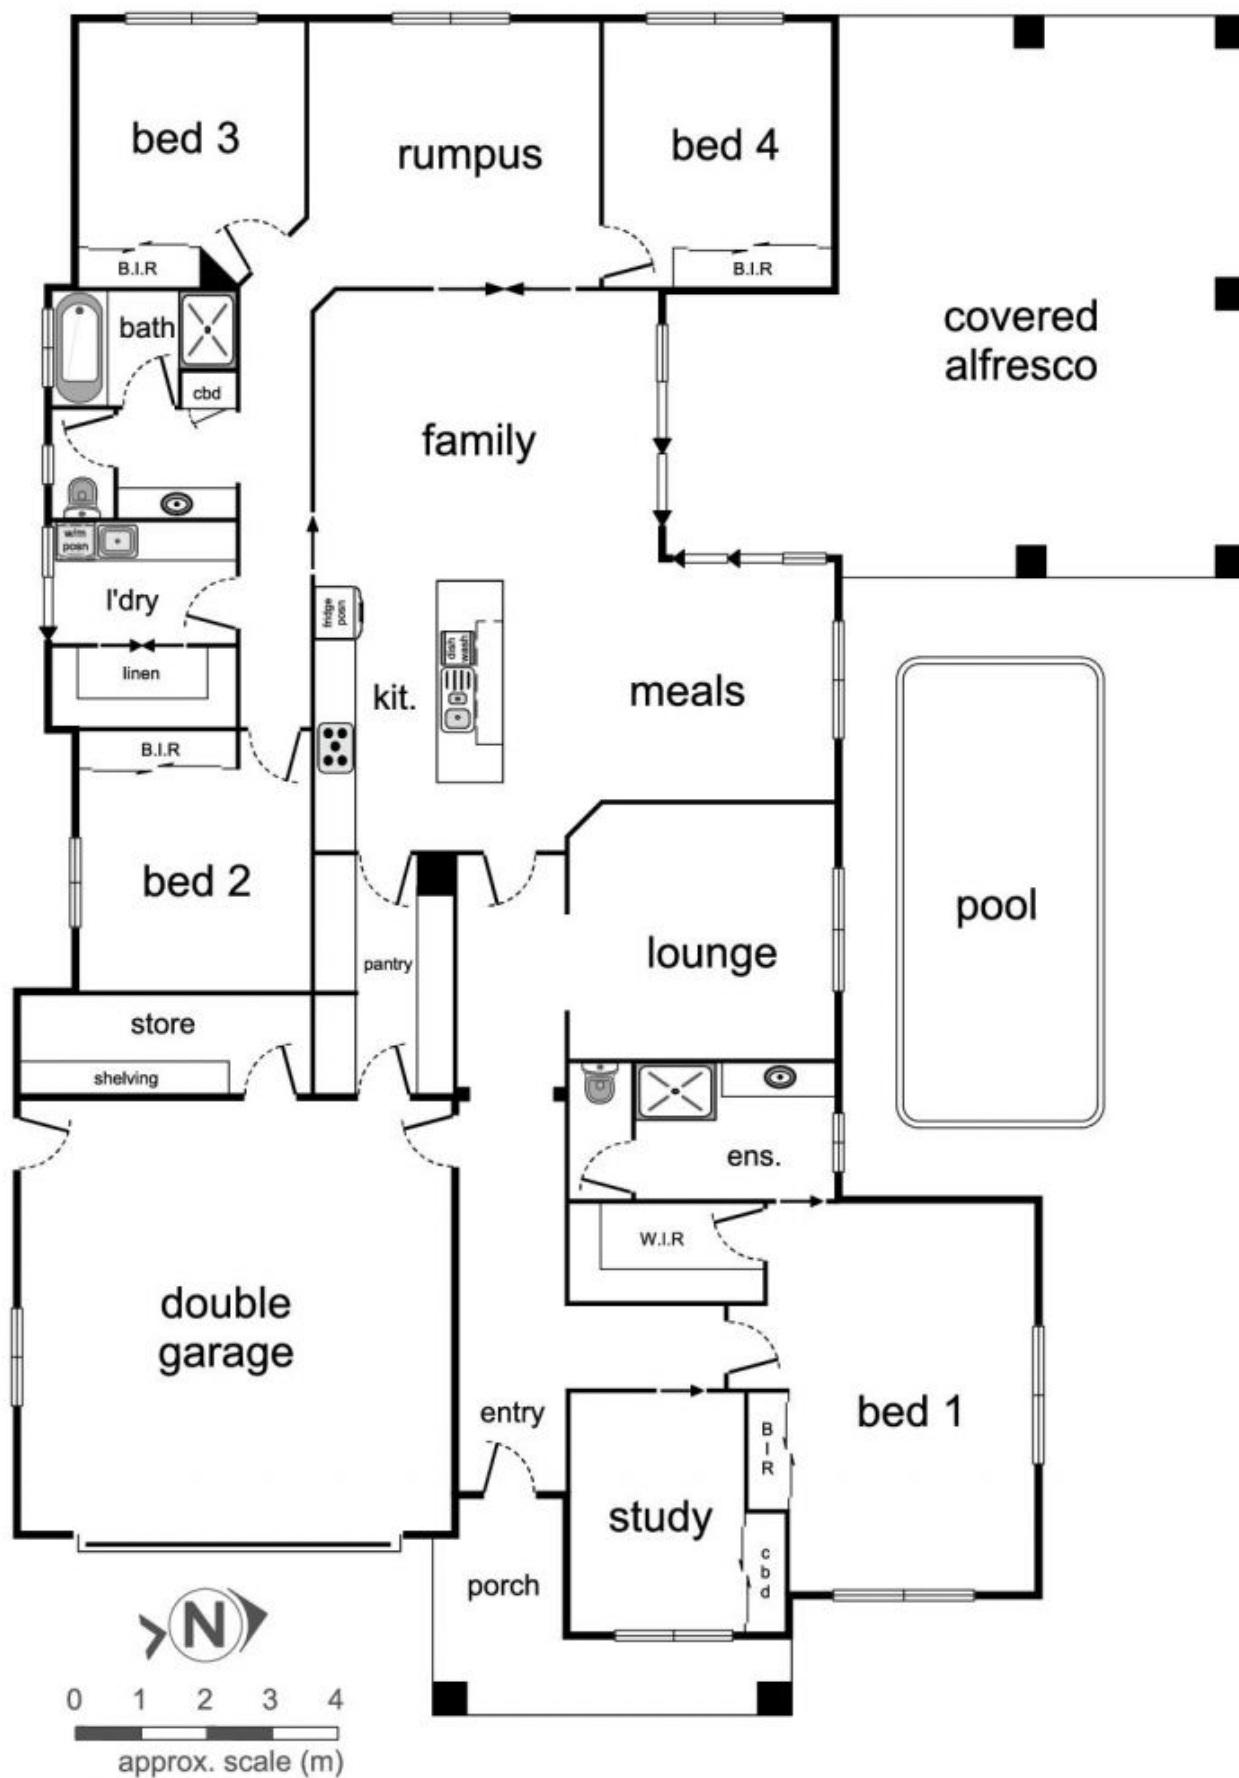 bed 3
rumpus
bed 4
B.I.R
B.I.R
bath
cbd
covered
alfresco
family
w/m
posn
l'dry
linen
fridge
posn
dish
wash
kit.
meals
B.I.R
bed 2
pantry
lounge
pool
store
shelving
ens.
W.I.R
double
garage
entry
B
I
R
bed 1
study
c
b
d
porch
N
0 1 2 3 4
approx. scale (m)